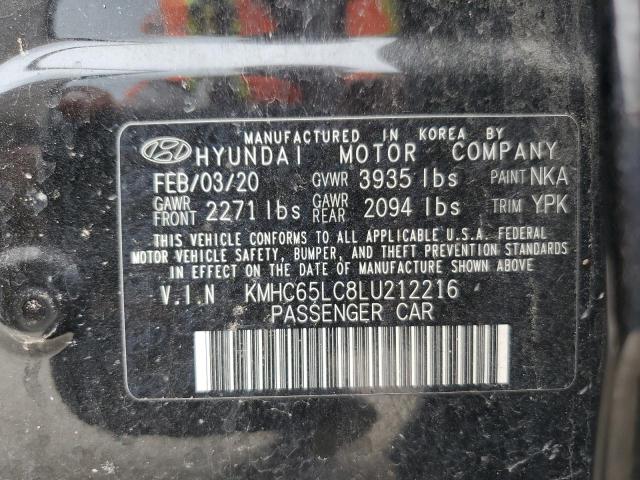 MANUFACTURED IN KOREA BY
HYUNDAI MOTOR COMPANY
FEB/03/20 GVWR 3935 lbs PAINT NKA
GAWR FRONT 2271 lbs GAWR REAR 2094 lbs TRIM YPK
THIS VEHICLE CONFORMS TO ALL APPLICABLE U.S.A. FEDERAL
MOTOR VEHICLE SAFETY, BUMPER, AND THEFT PREVENTION STANDARDS
IN EFFECT ON THE DATE OF MANUFACTURE SHOWN ABOVE
V.I.N KMHC65LC8LU212216
PASSENGER CAR